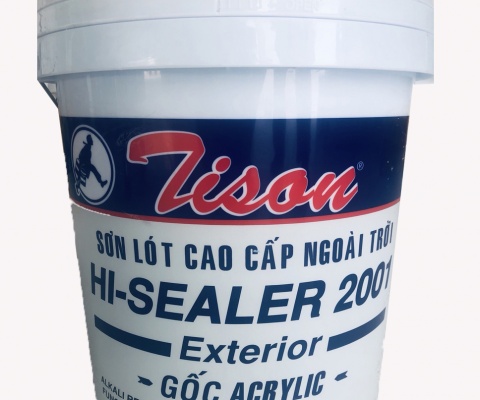 Tison®
SƠN LÓT CAO CẤP NGOÀI TRỜI
HI-SEALER 2001
Exterior
GỐC ACRYLIC